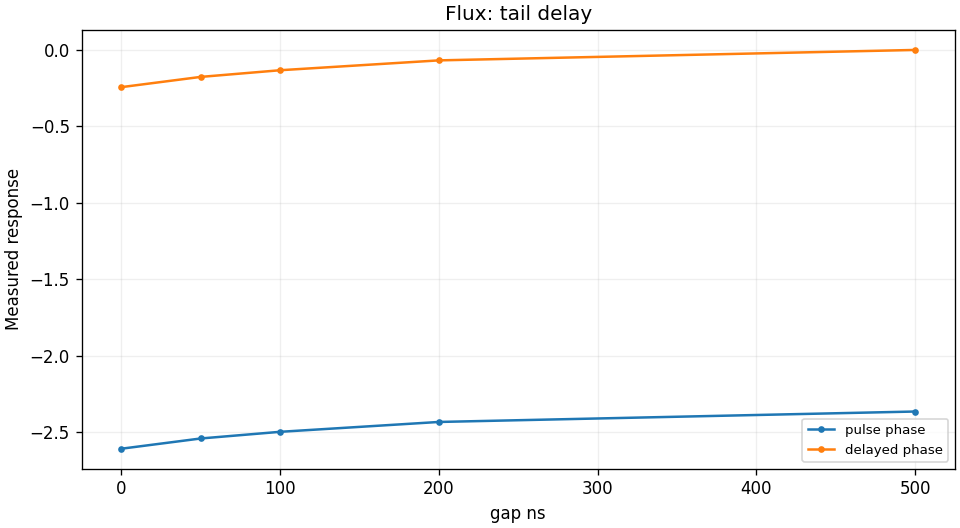 Flux: tail delay
Measured response
0.0
−0.5
−1.0
−1.5
−2.0
−2.5
0 100 200 300 400 500
gap ns
pulse phase
delayed phase